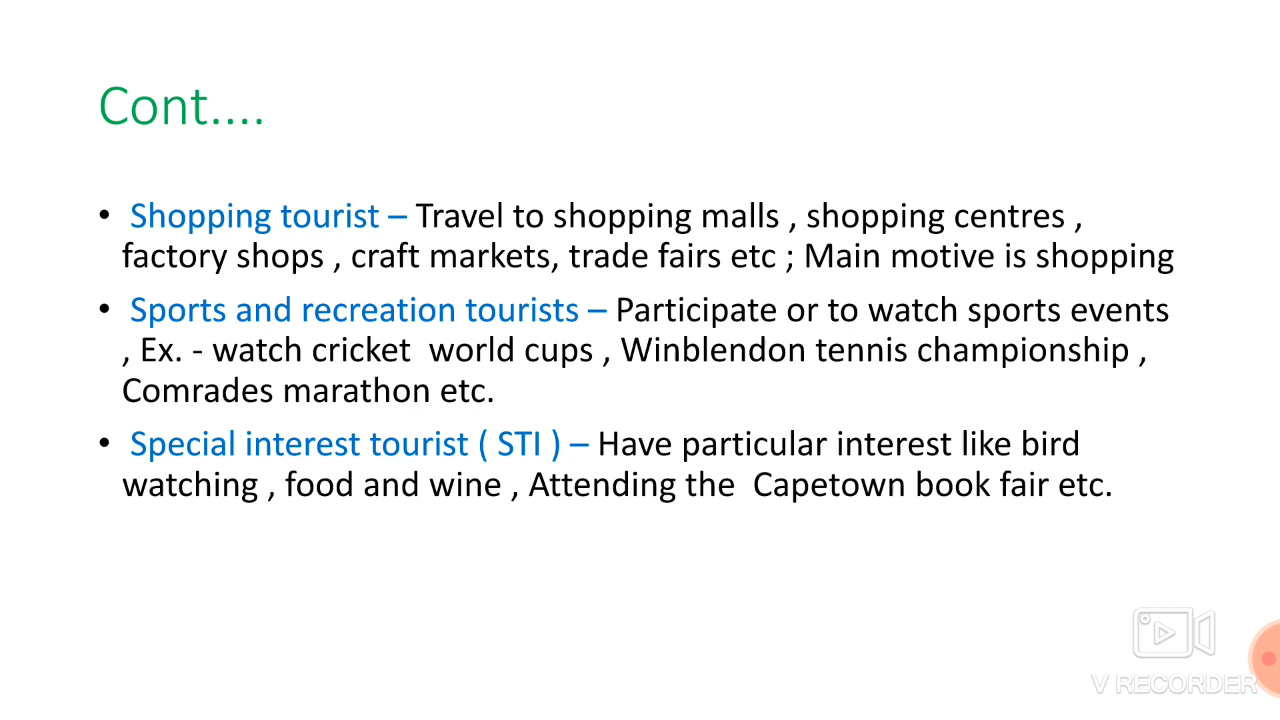 Cont....
• Shopping tourist – Travel to shopping malls , shopping centres ,
factory shops , craft markets, trade fairs etc ; Main motive is shopping
• Sports and recreation tourists – Participate or to watch sports events
, Ex. - watch cricket world cups , Winblendon tennis championship ,
Comrades marathon etc.
• Special interest tourist ( STI ) – Have particular interest like bird
watching , food and wine , Attending the Capetown book fair etc.
V RECORDER